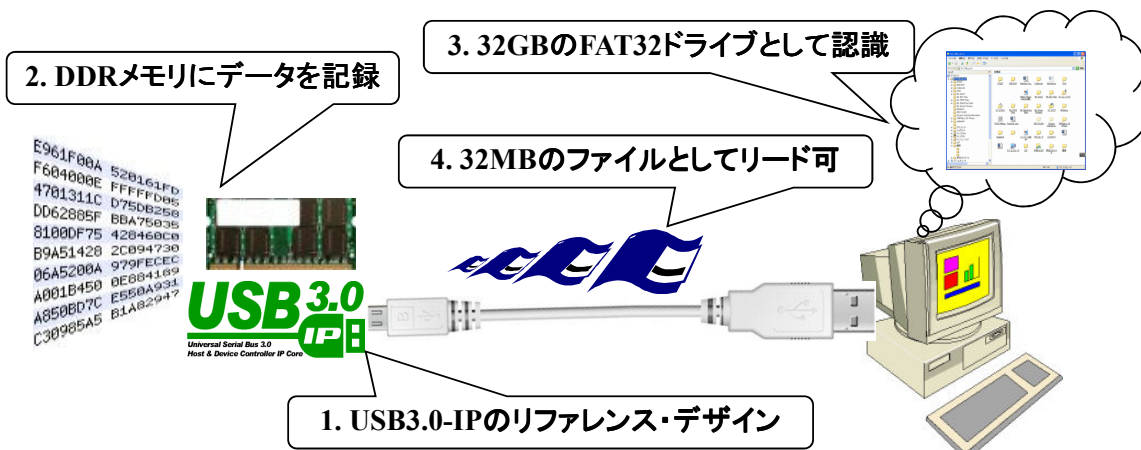 3. 32GBのFAT32ドライブとして認識
2. DDRメモリにデータを記録
4. 32MBのファイルとしてリード可
E961F00A 520161FD
F604000E FFFFFD05
4701311C D75DB258
DD62885F BBA75035
8100DF75 428460C0
B9A51428 2C094730
06A5200A 979FECEC
A001B450 0E884189
A850BD7C E550A931
C30985A5 B1A82947
USB 3.0
IP
Universal Serial Bus 3.0
Host & Device Controller IP Core
B
1. USB3.0-IPのリファレンス・デザイン